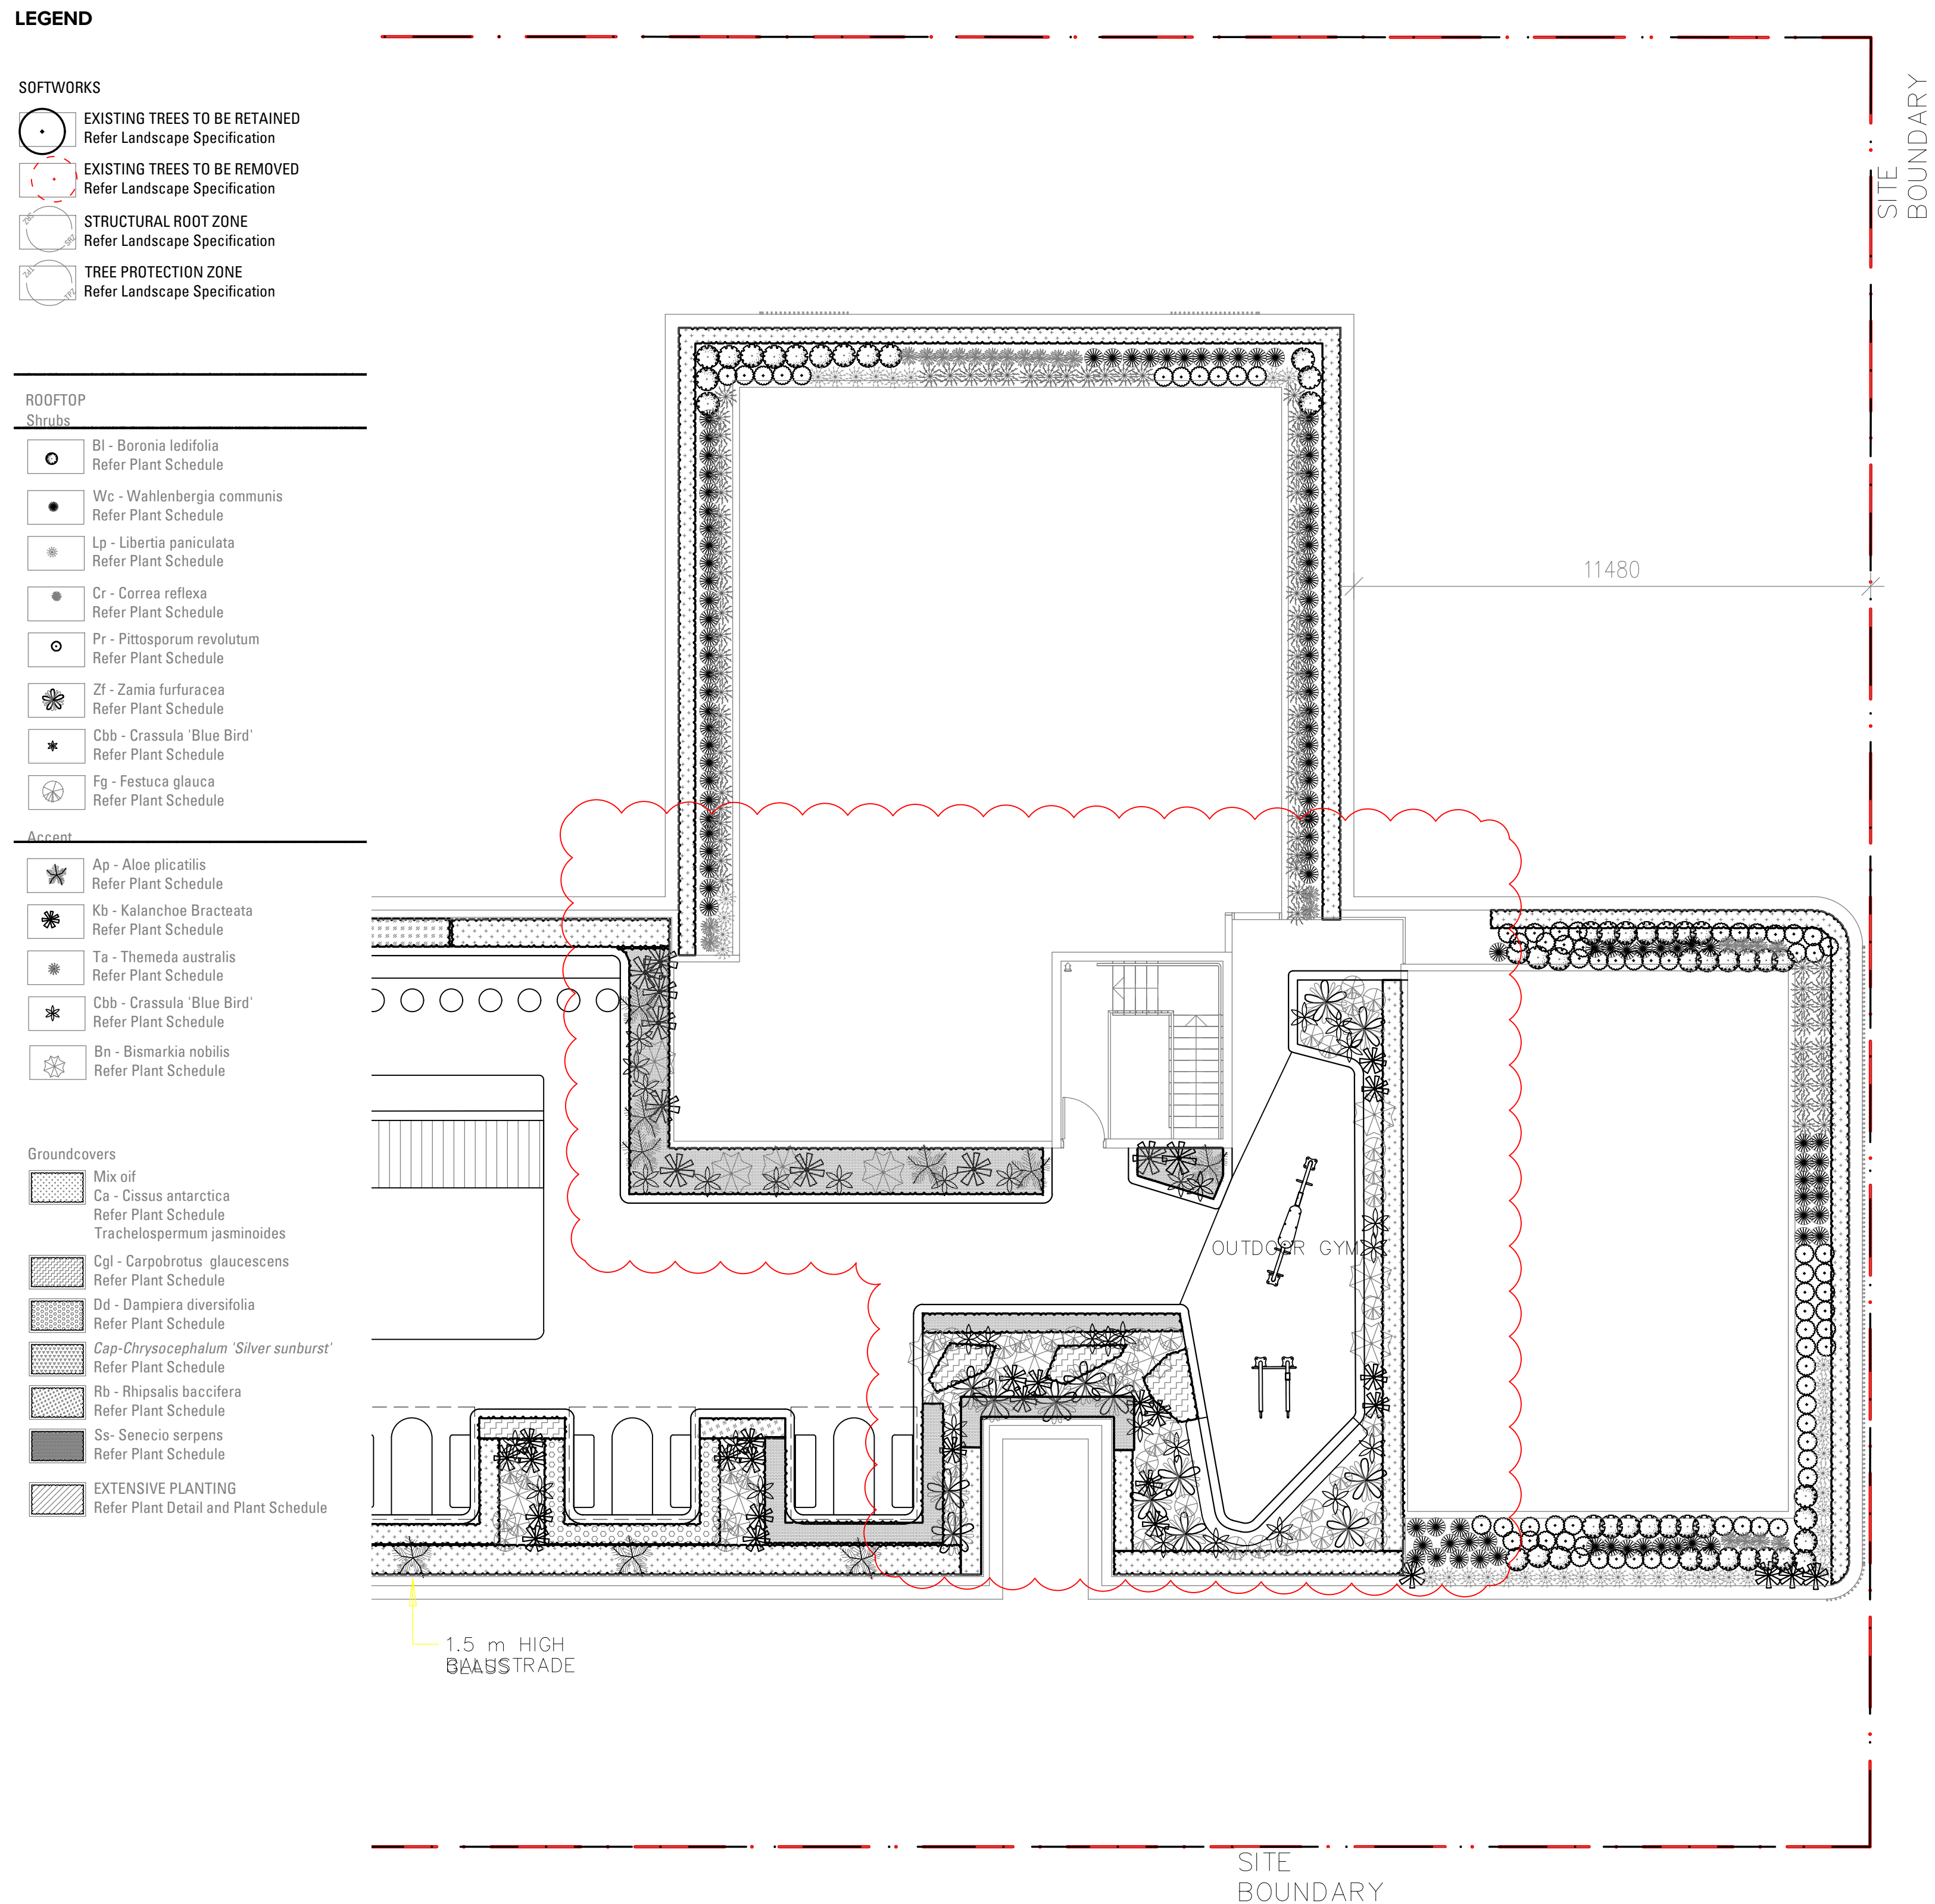 LEGEND
SOFTWORKS
EXISTING TREES TO BE RETAINED
Refer Landscape Specification
EXISTING TREES TO BE REMOVED
Refer Landscape Specification
SRZ
SRZ
STRUCTURAL ROOT ZONE
Refer Landscape Specification
TPZ
TPZ
TREE PROTECTION ZONE
Refer Landscape Specification
ROOFTOP
Shrubs
Bl - Boronia ledifolia
Refer Plant Schedule
Wc - Wahlenbergia communis
Refer Plant Schedule
Lp - Libertia paniculata
Refer Plant Schedule
Cr - Correa reflexa
Refer Plant Schedule
Pr - Pittosporum revolutum
Refer Plant Schedule
Zf - Zamia furfuracea
Refer Plant Schedule
Cbb - Crassula 'Blue Bird'
Refer Plant Schedule
Fg - Festuca glauca
Refer Plant Schedule
Accent
Ap - Aloe plicatilis
Refer Plant Schedule
Kb - Kalanchoe Bracteata
Refer Plant Schedule
Ta - Themeda australis
Refer Plant Schedule
Cbb - Crassula 'Blue Bird'
Refer Plant Schedule
Bn - Bismarkia nobilis
Refer Plant Schedule
Groundcovers
Mix oif
Ca - Cissus antarctica
Refer Plant Schedule
Trachelospermum jasminoides
Cgl - Carpobrotus glaucescens
Refer Plant Schedule
Dd - Dampiera diversifolia
Refer Plant Schedule
Cap-Chrysocephalum 'Silver sunburst'
Refer Plant Schedule
Rb - Rhipsalis baccifera
Refer Plant Schedule
Ss- Senecio serpens
Refer Plant Schedule
EXTENSIVE PLANTING
Refer Plant Detail and Plant Schedule
SITE
BOUNDARY
11480
OUTDOOR GYM
1.5 m HIGH
GLASS
BALUSTRADE
SITE
BOUNDARY